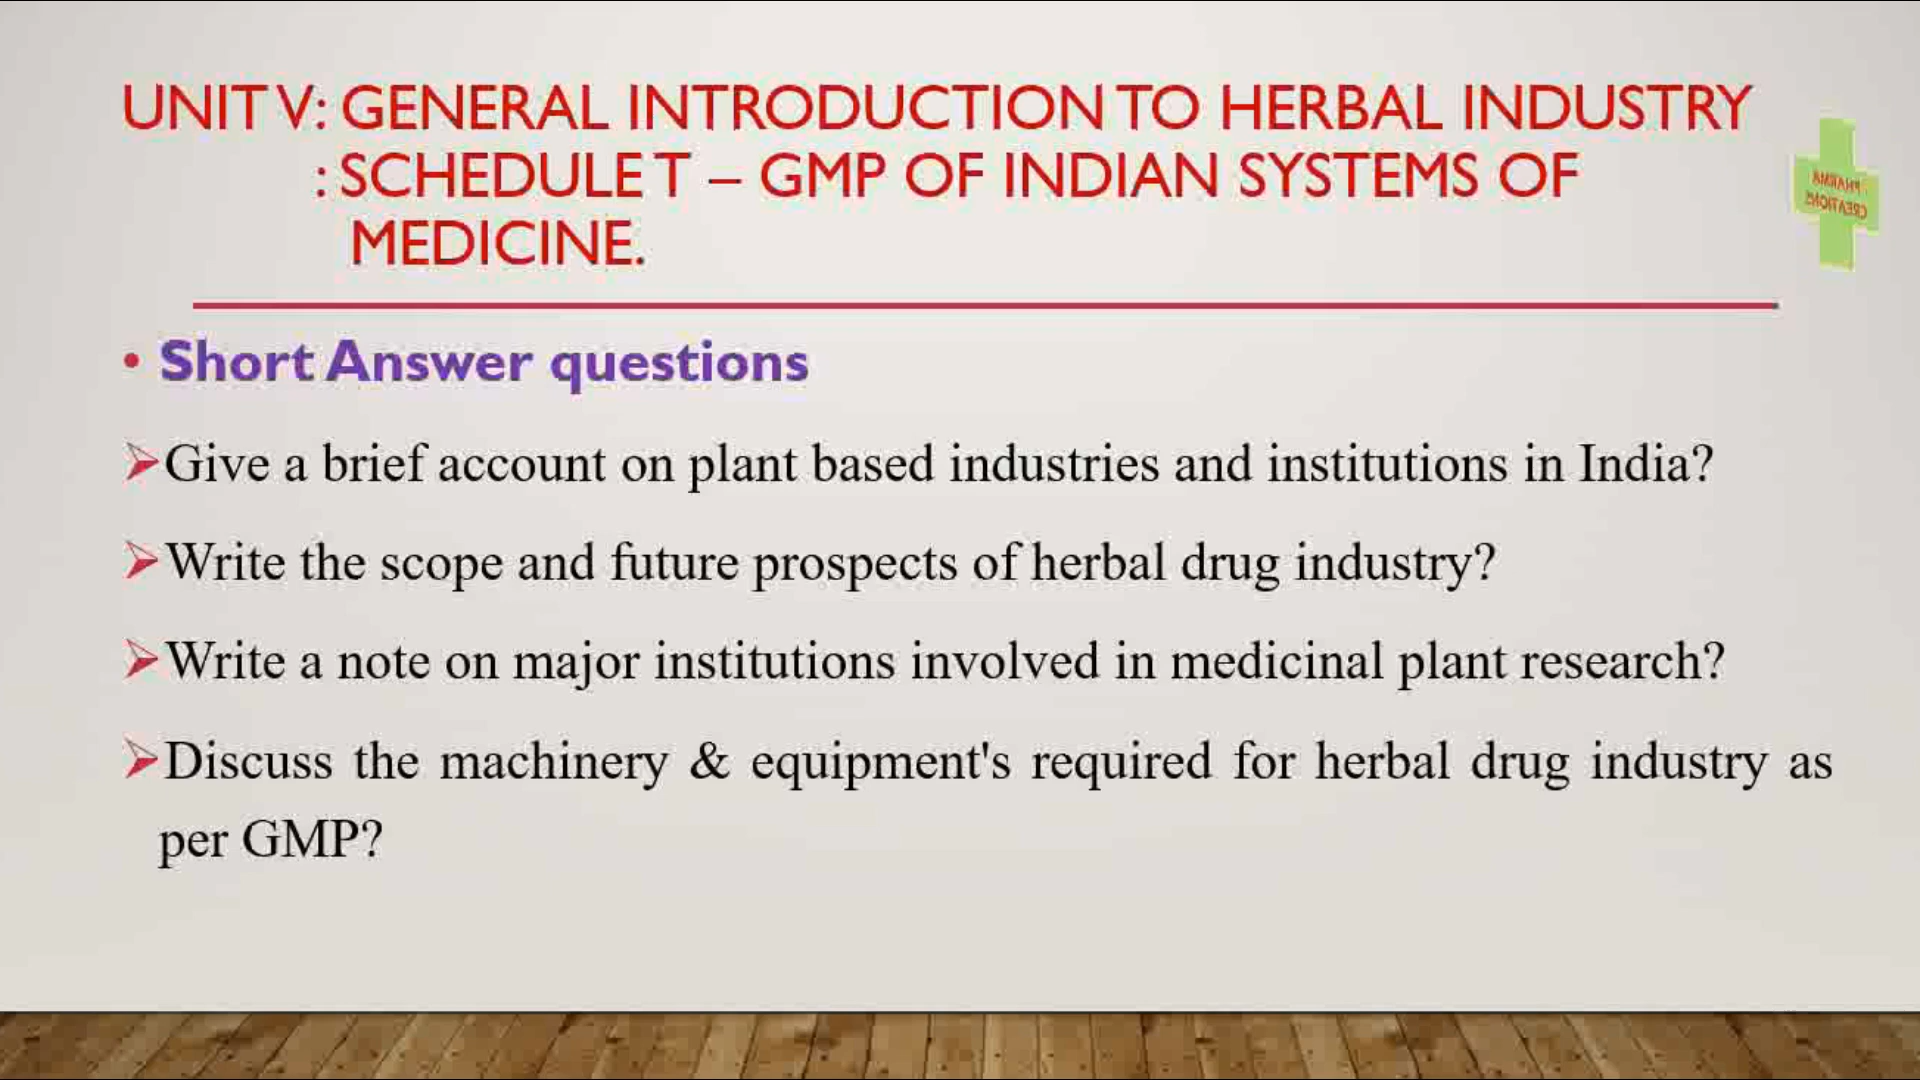 UNIT V: GENERAL INTRODUCTION TO HERBAL INDUSTRY
: SCHEDULE T – GMP OF INDIAN SYSTEMS OF
MEDICINE.
PHARMA
CREATIONS
• Short Answer questions
➢Give a brief account on plant based industries and institutions in India?
➢Write the scope and future prospects of herbal drug industry?
➢Write a note on major institutions involved in medicinal plant research?
➢Discuss the machinery & equipment's required for herbal drug industry as
per GMP?